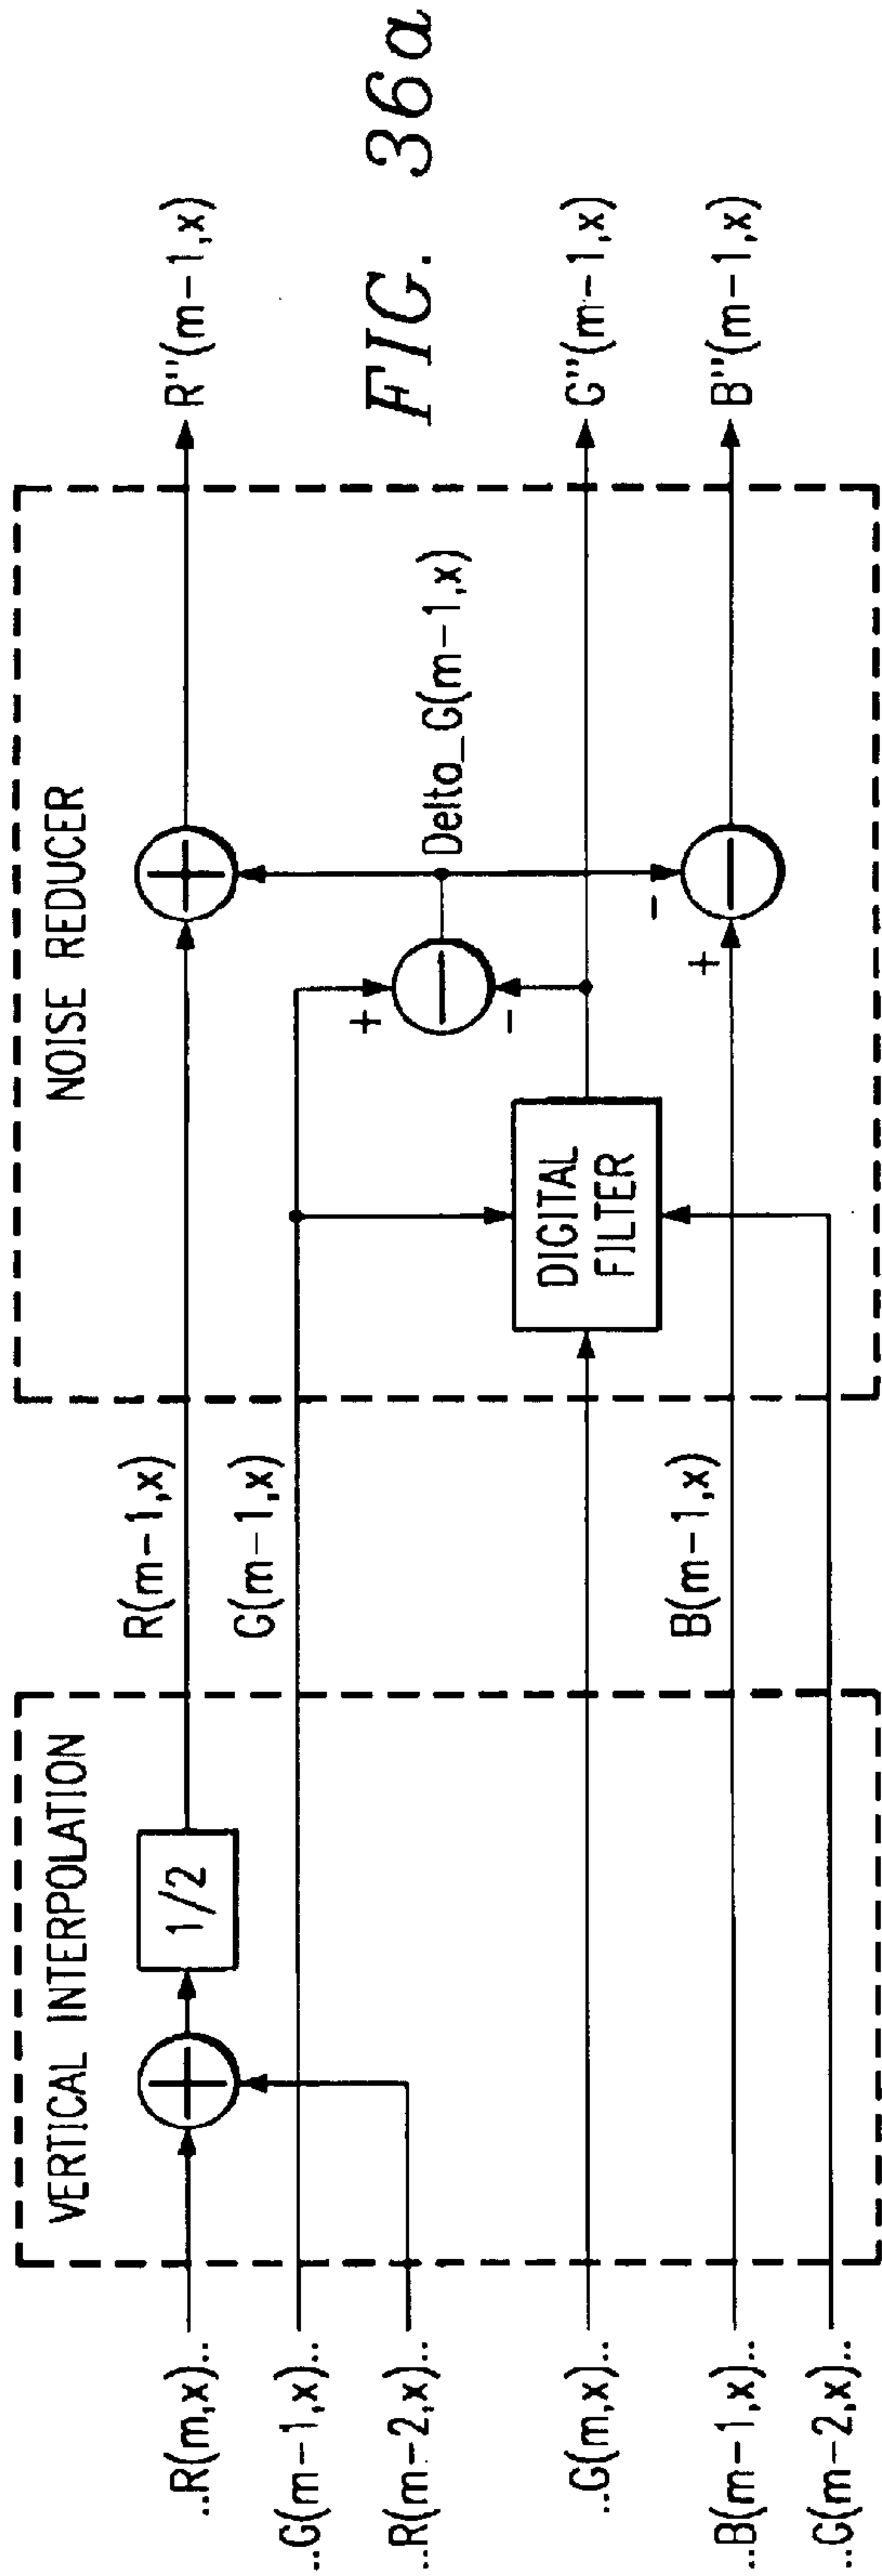 FIG. 36a
VERTICAL INTERPOLATION
NOISE REDUCER
..R(m,x)..
..G(m-1,x)..
..R(m-2,x)..
..G(m,x)..
..B(m-1,x)..
..G(m-2,x)..
1/2
R(m-1,x)
G(m-1,x)
B(m-1,x)
DIGITAL
FILTER
+
-
Delta_G(m-1,x)
+
-
R''(m-1,x)
G''(m-1,x)
B''(m-1,x)